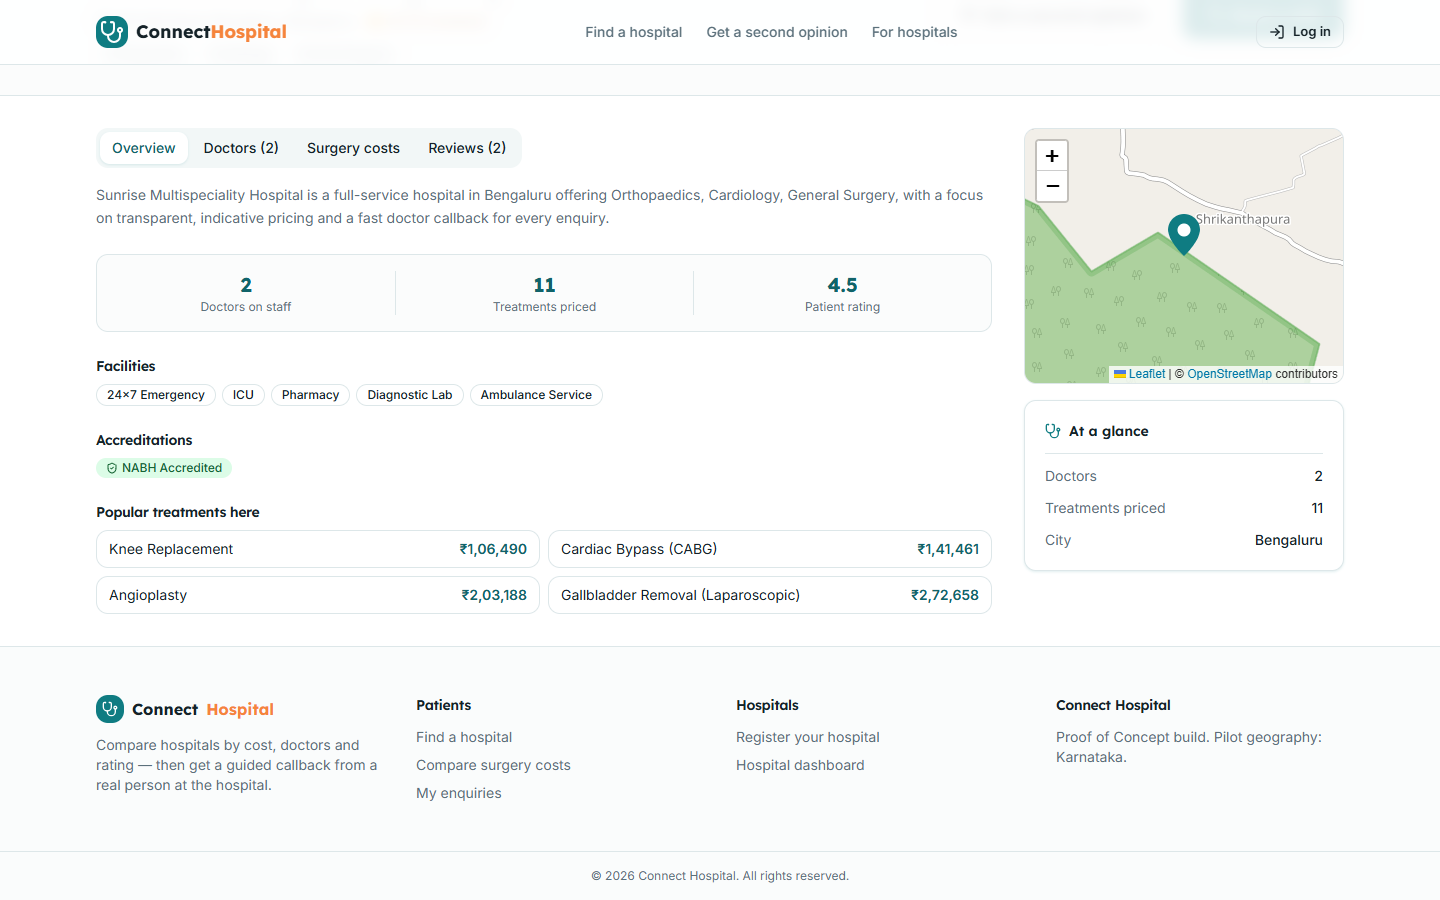 ConnectHospital
Find a hospital
Get a second opinion
For hospitals
Log in
Overview
Doctors (2)
Surgery costs
Reviews (2)
Sunrise Multispeciality Hospital is a full-service hospital in Bengaluru offering Orthopaedics, Cardiology, General Surgery, with a focus
on transparent, indicative pricing and a fast doctor callback for every enquiry.
2
Doctors on staff
11
Treatments priced
4.5
Patient rating
Facilities
24×7 Emergency
ICU
Pharmacy
Diagnostic Lab
Ambulance Service
Accreditations
NABH Accredited
Popular treatments here
Knee Replacement ₹1,06,490
Cardiac Bypass (CABG) ₹1,41,461
Angioplasty ₹2,03,188
Gallbladder Removal (Laparoscopic) ₹2,72,658
+
−
Shrikanthapura
Leaflet | © OpenStreetMap contributors
At a glance
Doctors 2
Treatments priced 11
City Bengaluru
Connect Hospital
Compare hospitals by cost, doctors and
rating — then get a guided callback from a
real person at the hospital.
Patients
Find a hospital
Compare surgery costs
My enquiries
Hospitals
Register your hospital
Hospital dashboard
Connect Hospital
Proof of Concept build. Pilot geography:
Karnataka.
© 2026 Connect Hospital. All rights reserved.